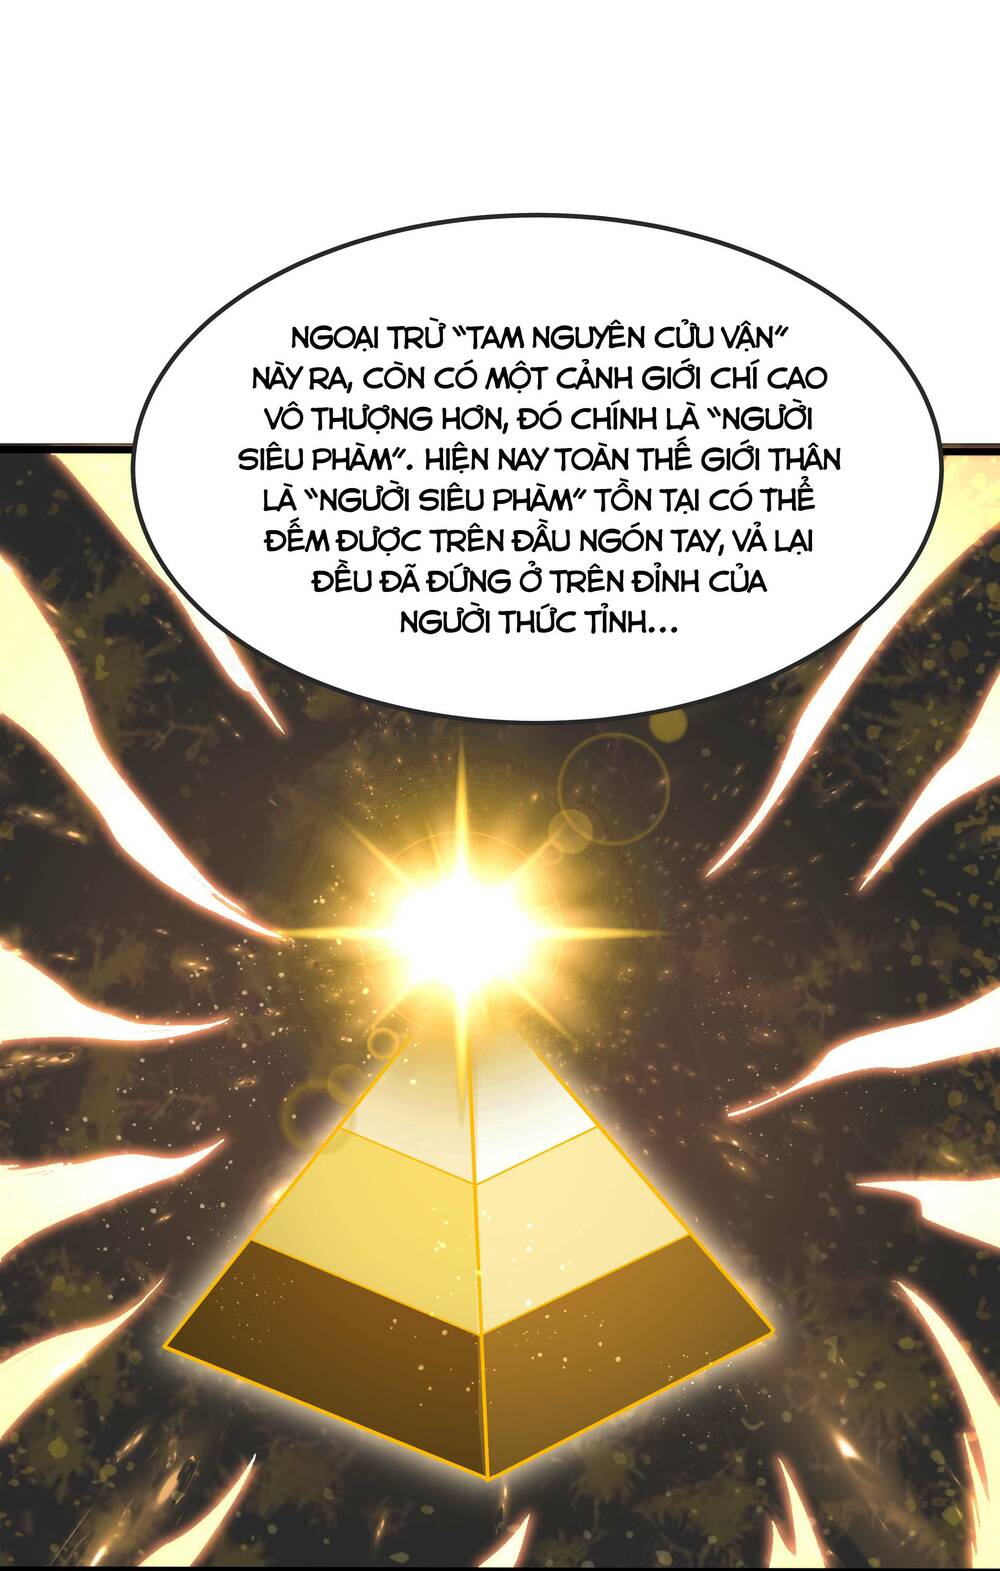 NGOẠI TRỪ "TAM NGUYÊN CỬU VẬN"
NÀY RA, CÒN CÓ MỘT CẢNH GIỚI CHÍ CAO
VÔ THƯỢNG HƠN, ĐÓ CHÍNH LÀ "NGƯỜI
SIÊU PHÀM". HIỆN NAY TOÀN THẾ GIỚI THÂN
LÀ "NGƯỜI SIÊU PHÀM" TỒN TẠI CÓ THỂ
ĐẾM ĐƯỢC TRÊN ĐẦU NGÓN TAY, VẢ LẠI
ĐỀU ĐÃ ĐỨNG Ở TRÊN ĐỈNH CỦA
NGƯỜI THỨC TỈNH...